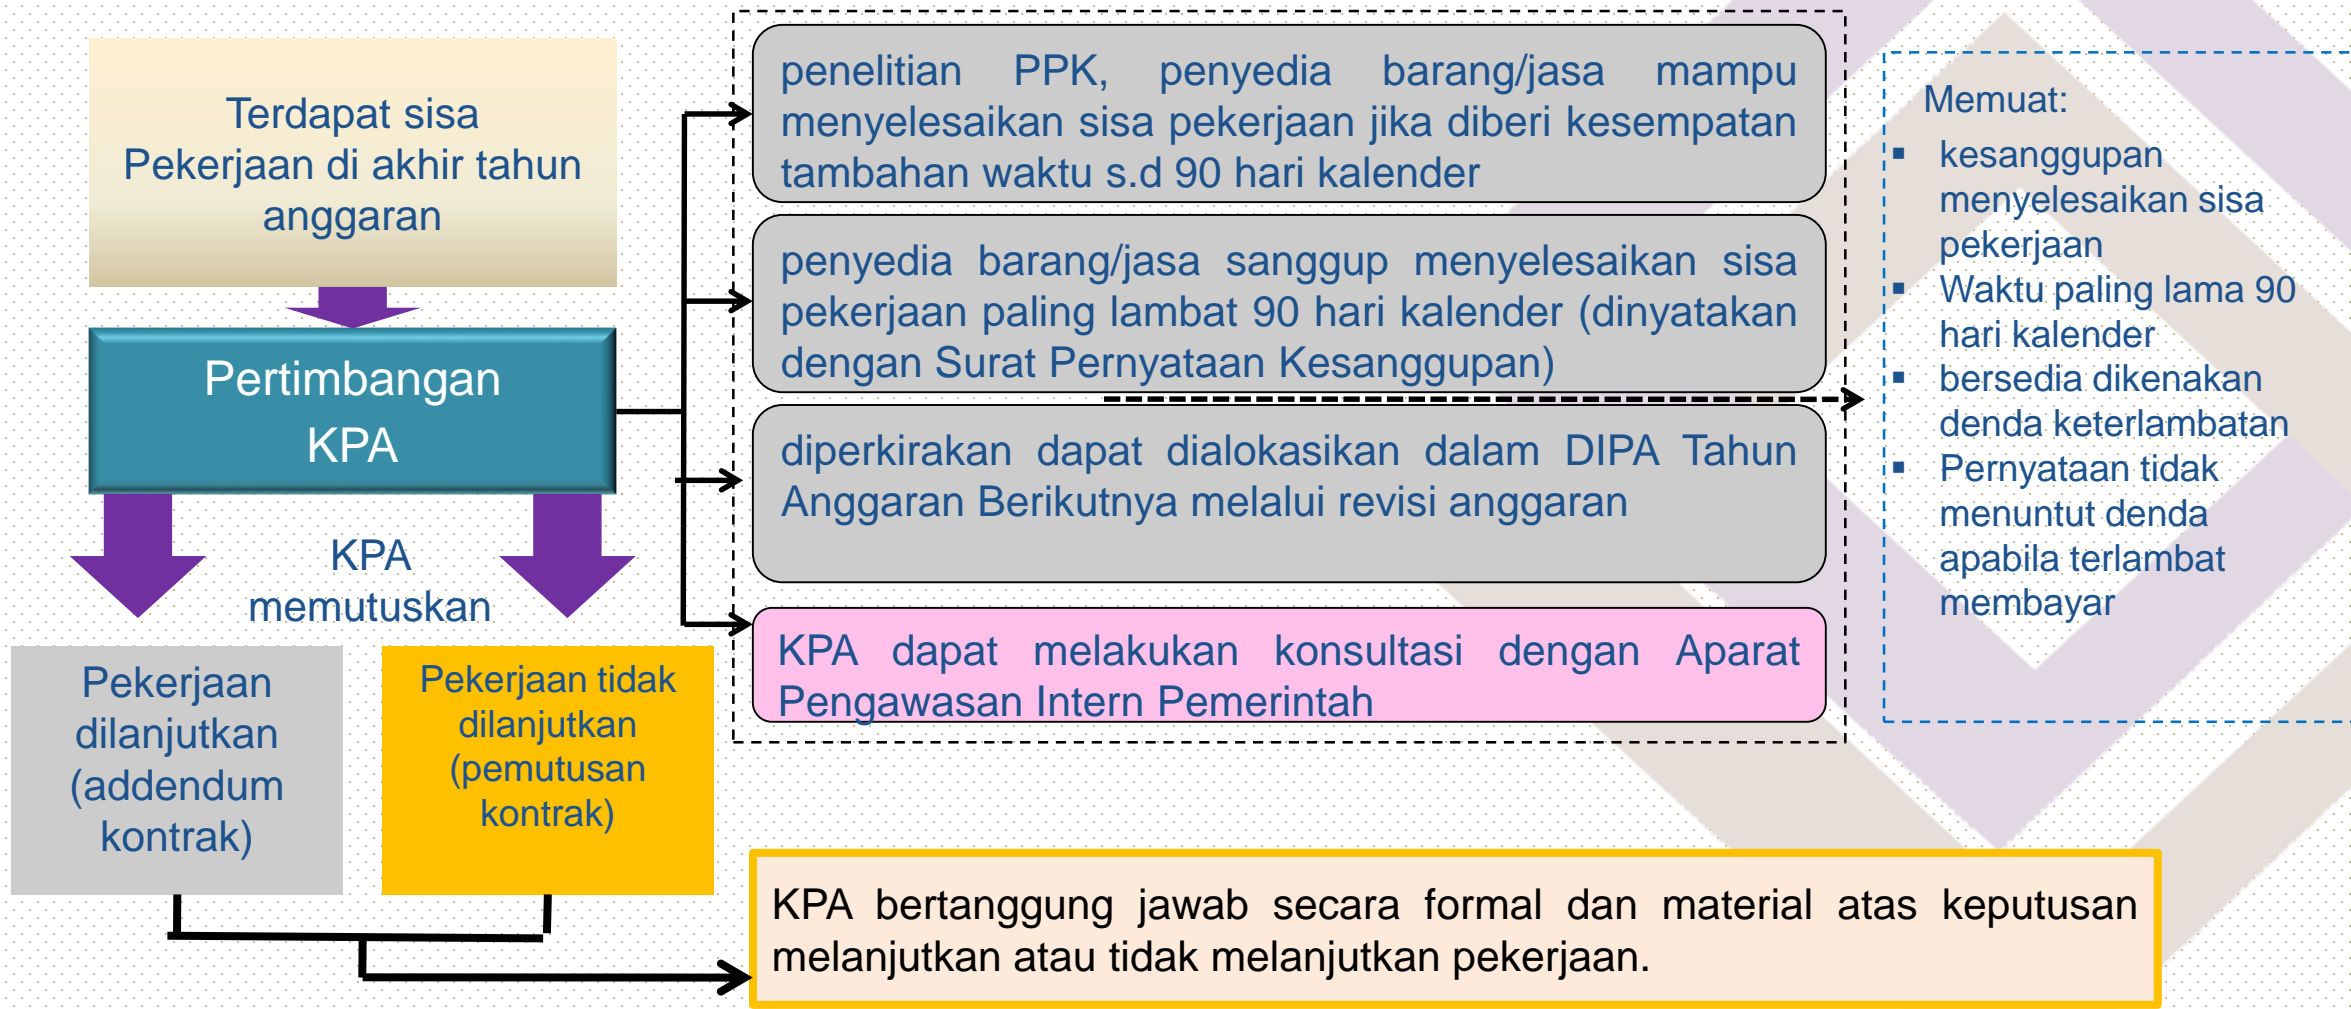 Terdapat sisa
Pekerjaan di akhir tahun
anggaran
Pertimbangan
KPA
KPA
memutuskan
Pekerjaan
dilanjutkan
(addendum
kontrak)
Pekerjaan tidak
dilanjutkan
(pemutusan
kontrak)
penelitian PPK, penyedia barang/jasa mampu
menyelesaikan sisa pekerjaan jika diberi kesempatan
tambahan waktu s.d 90 hari kalender
penyedia barang/jasa sanggup menyelesaikan sisa
pekerjaan paling lambat 90 hari kalender (dinyatakan
dengan Surat Pernyataan Kesanggupan)
diperkirakan dapat dialokasikan dalam DIPA Tahun
Anggaran Berikutnya melalui revisi anggaran
KPA dapat melakukan konsultasi dengan Aparat
Pengawasan Intern Pemerintah
Memuat:
▪ kesanggupan
menyelesaikan sisa
pekerjaan
▪ Waktu paling lama 90
hari kalender
▪ bersedia dikenakan
denda keterlambatan
▪ Pernyataan tidak
menuntut denda
apabila terlambat
membayar
KPA bertanggung jawab secara formal dan material atas keputusan
melanjutkan atau tidak melanjutkan pekerjaan.